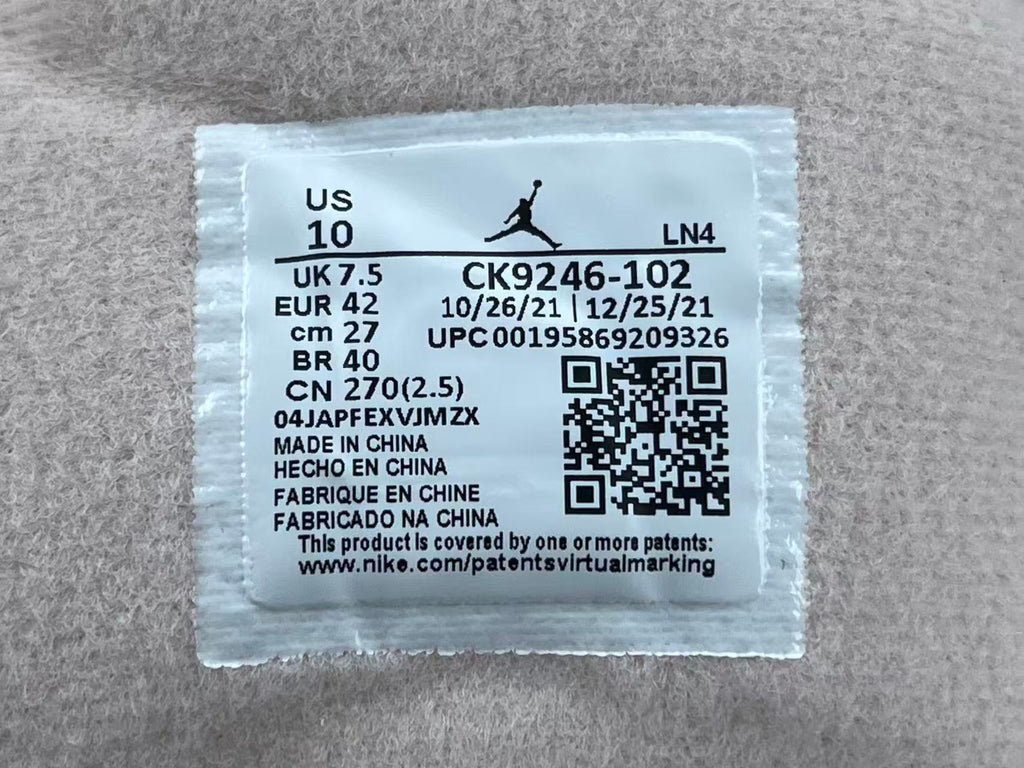 US
10
LN4
UK 7.5
CK9246-102
EUR 42
10/26/21 | 12/25/21
cm 27
UPC 00195869209326
BR 40
CN 270(2.5)
04JAPFEXVJMZX
MADE IN CHINA
HECHO EN CHINA
FABRIQUE EN CHINE
FABRICADO NA CHINA
This product is covered by one or more patents:
www.nike.com/patentsvirtualmarking